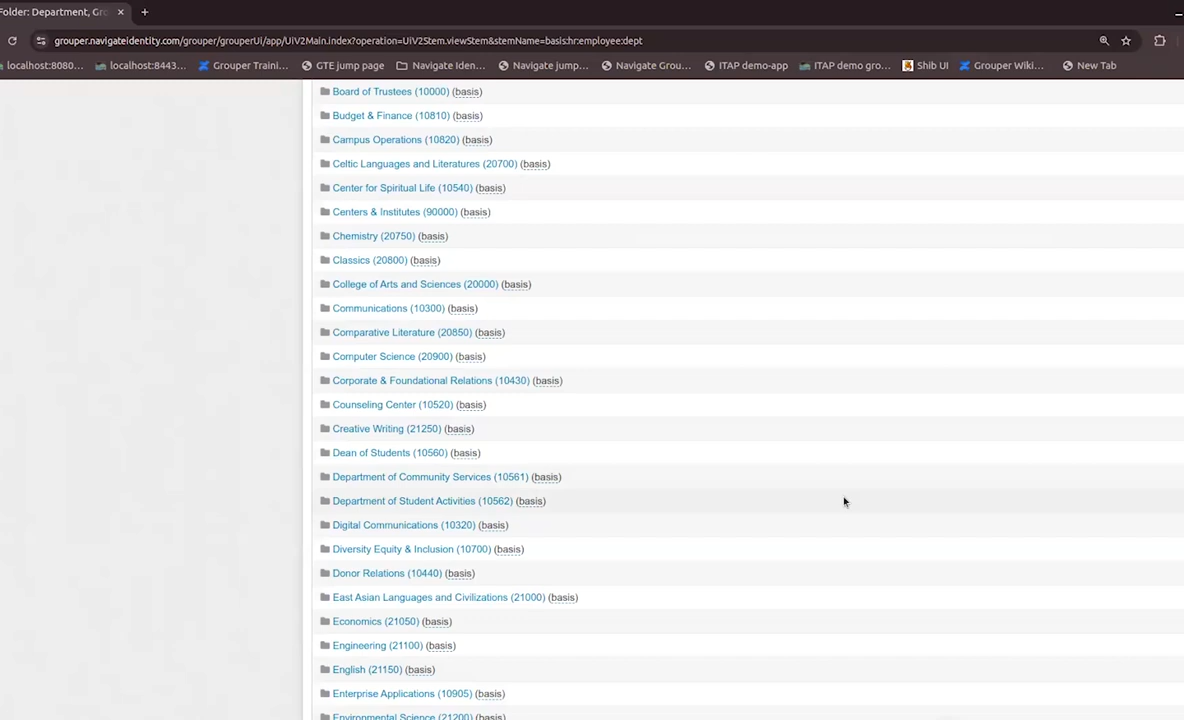 Folder: Department, Gro
grouper.navigateidentity.com/grouper/grouperUi/app/UiV2Main.index?operation=UiV2Stem.viewStem&stemName=basis:hr:employee:dept
localhost:8080... localhost:8443... Grouper Traini... GTE jump page Navigate Iden... Navigate jump... Navigate Grou... ITAP demo-app ITAP demo gro... Shib UI Grouper Wiki... New Tab
Board of Trustees (10000) (basis)
Budget & Finance (10810) (basis)
Campus Operations (10820) (basis)
Celtic Languages and Literatures (20700) (basis)
Center for Spiritual Life (10540) (basis)
Centers & Institutes (90000) (basis)
Chemistry (20750) (basis)
Classics (20800) (basis)
College of Arts and Sciences (20000) (basis)
Communications (10300) (basis)
Comparative Literature (20850) (basis)
Computer Science (20900) (basis)
Corporate & Foundational Relations (10430) (basis)
Counseling Center (10520) (basis)
Creative Writing (21250) (basis)
Dean of Students (10560) (basis)
Department of Community Services (10561) (basis)
Department of Student Activities (10562) (basis)
Digital Communications (10320) (basis)
Diversity Equity & Inclusion (10700) (basis)
Donor Relations (10440) (basis)
East Asian Languages and Civilizations (21000) (basis)
Economics (21050) (basis)
Engineering (21100) (basis)
English (21150) (basis)
Enterprise Applications (10905) (basis)
Environmental Science (21200) (basis)